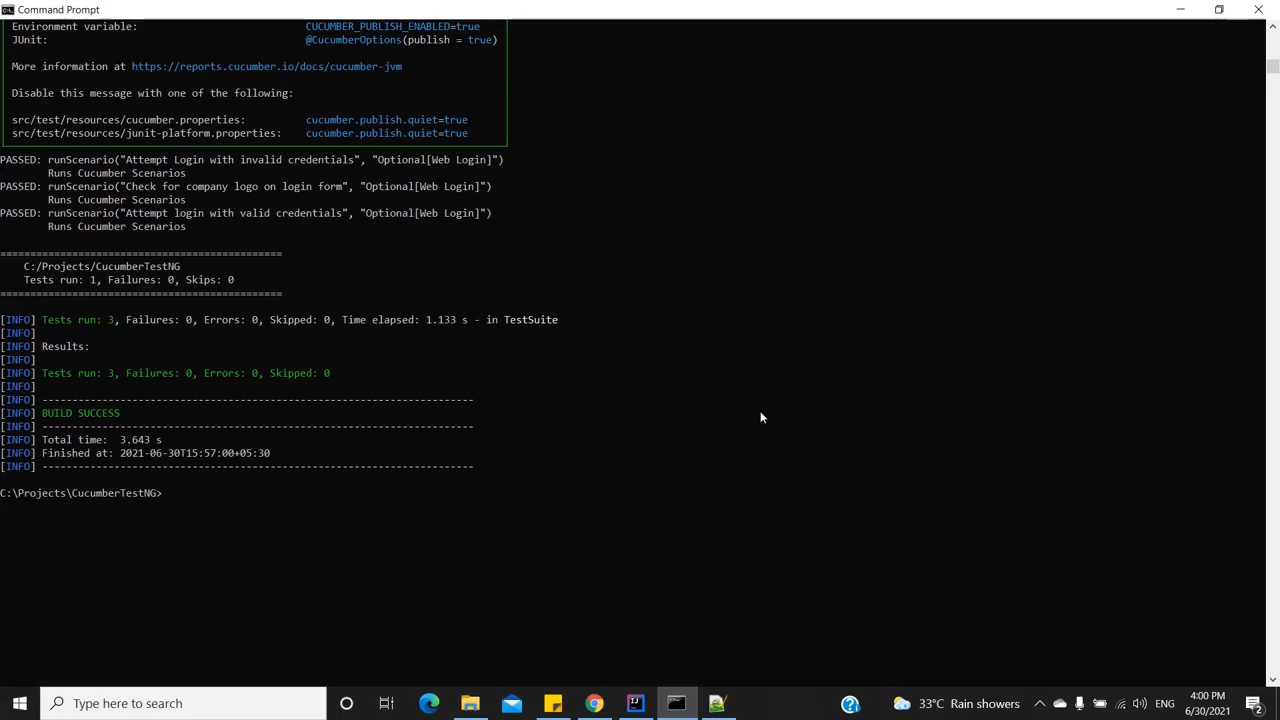 Command Prompt
Environment variable: CUCUMBER_PUBLISH_ENABLED=true
JUnit: @CucumberOptions(publish = true)
More information at https://reports.cucumber.io/docs/cucumber-jvm
Disable this message with one of the following:
src/test/resources/cucumber.properties: cucumber.publish.quiet=true
src/test/resources/junit-platform.properties: cucumber.publish.quiet=true
PASSED: runScenario("Attempt Login with invalid credentials", "Optional[Web Login]")
Runs Cucumber Scenarios
PASSED: runScenario("Check for company logo on login form", "Optional[Web Login]")
Runs Cucumber Scenarios
PASSED: runScenario("Attempt login with valid credentials", "Optional[Web Login]")
Runs Cucumber Scenarios
===============================================
C:/Projects/CucumberTestNG
Tests run: 1, Failures: 0, Skips: 0
===============================================
[INFO] Tests run: 3, Failures: 0, Errors: 0, Skipped: 0, Time elapsed: 1.133 s - in TestSuite
[INFO]
[INFO] Results:
[INFO]
[INFO] Tests run: 3, Failures: 0, Errors: 0, Skipped: 0
[INFO]
[INFO] ------------------------------------------------------------------------
[INFO] BUILD SUCCESS
[INFO] ------------------------------------------------------------------------
[INFO] Total time:  3.643 s
[INFO] Finished at: 2021-06-30T15:57:00+05:30
[INFO] ------------------------------------------------------------------------
C:\Projects\CucumberTestNG>
Type here to search
33°C Rain showers
ENG
4:00 PM
6/30/2021
2